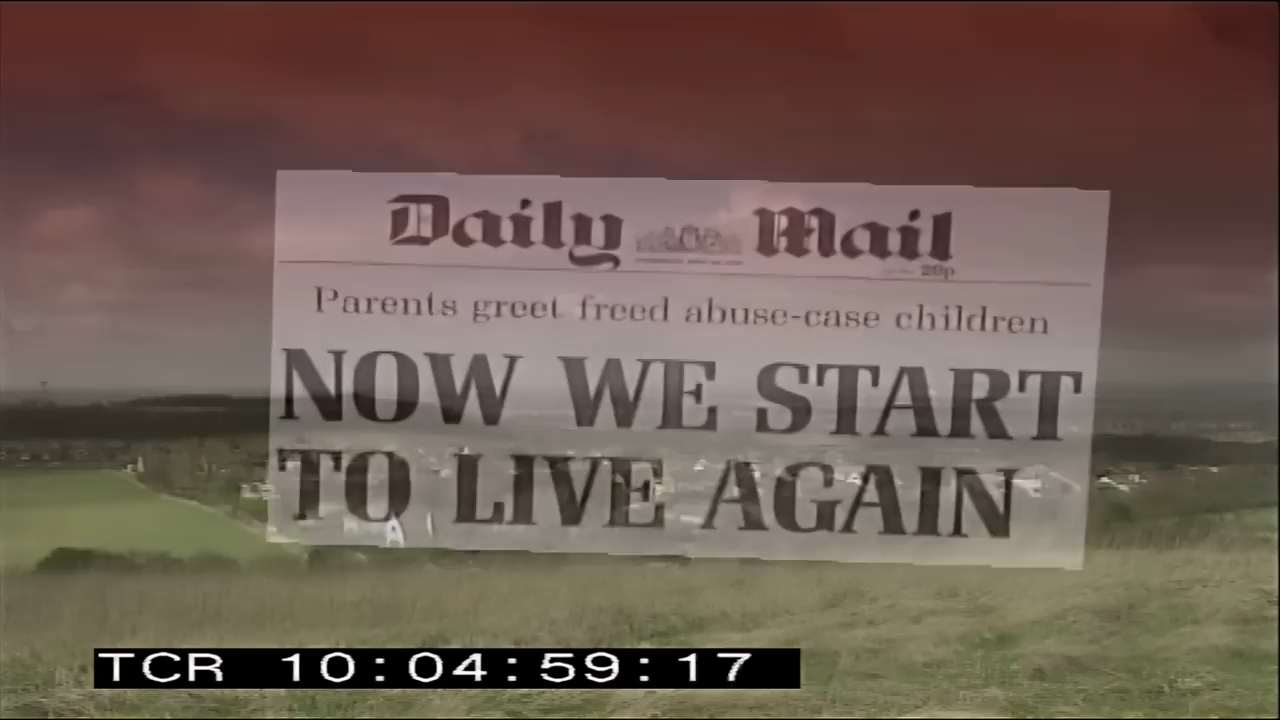 Daily Mail
20p
Parents greet freed abuse-case children
NOW WE START
TO LIVE AGAIN
TCR 10:04:59:17